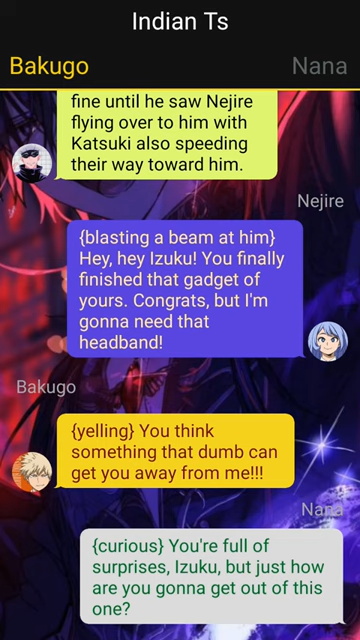 Indian Ts
Bakugo
Nana
fine until he saw Nejire
flying over to him with
Katsuki also speeding
their way toward him.
Nejire
{blasting a beam at him}
Hey, hey Izuku! You finally
finished that gadget of
yours. Congrats, but I'm
gonna need that
headband!
Bakugo
{yelling} You think
something that dumb can
get you away from me!!!
Nana
{curious} You're full of
surprises, Izuku, but just how
are you gonna get out of this
one?